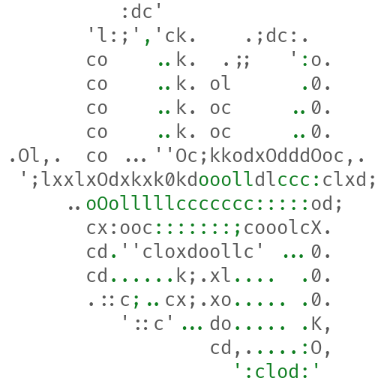 :dc'
'l:;','ck.    .;dc:.
co    ..k.  .;;   ':o.
co    ..k. ol      .0.
co    ..k. oc     ..0.
co    ..k. oc     ..0.
.Ol,.  co ...''Oc;kkodxOdddOoc,.
';lxxlxOdxkxk0kdooolldlccc:clxd;
..oOolllllccccccc:::::od;
cx:ooc:::::::;cooolcX.
cd.''cloxdoollc' ...0.
cd......k;.xl....  .0.
.::c;..cx;.xo.....  .0.
'::c'...do..... .K,
cd,.....:O,
':clod:'